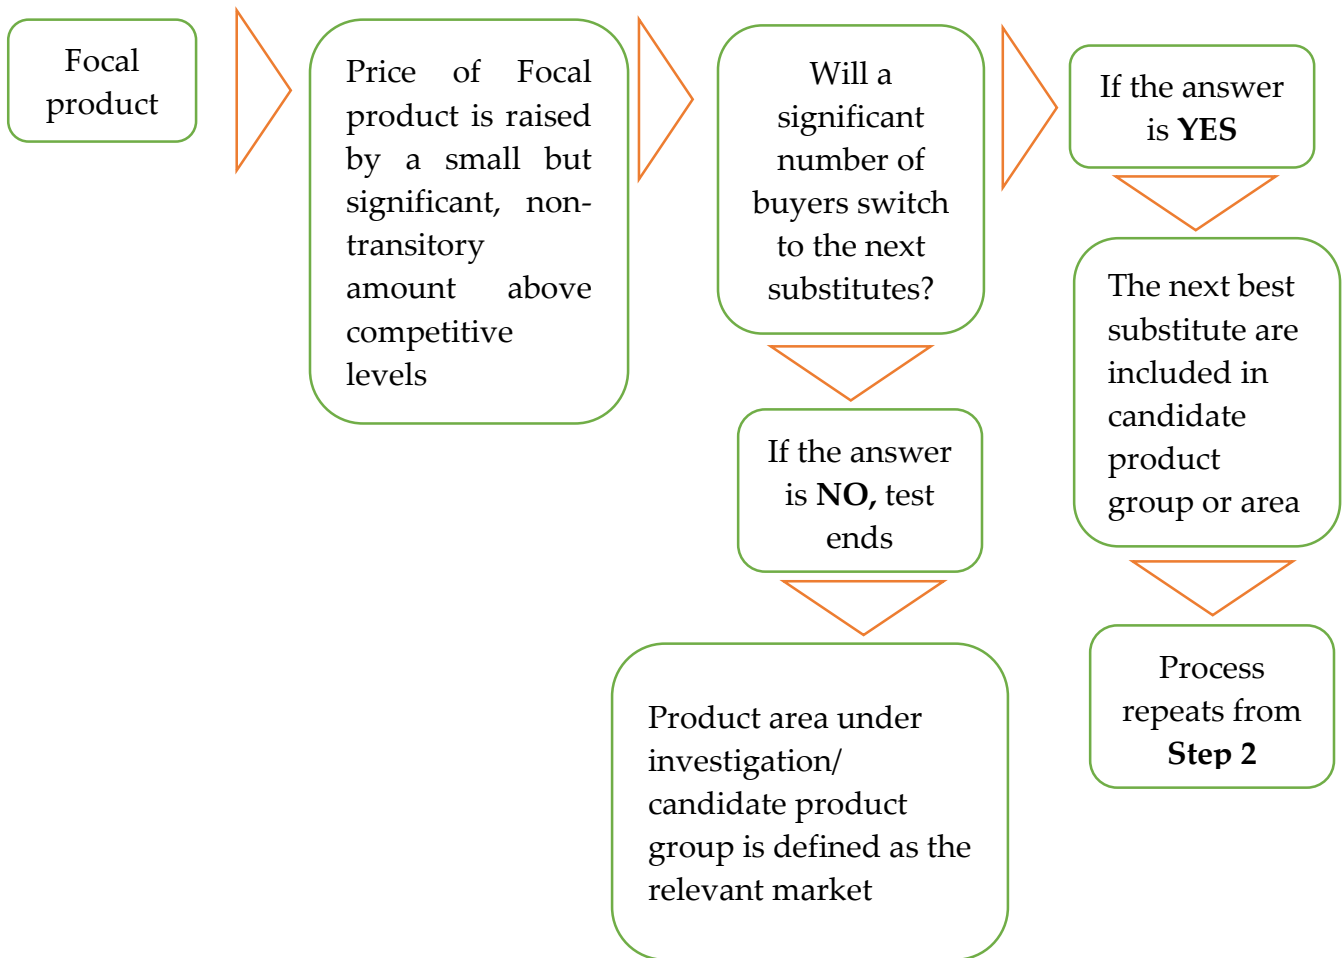 Focal
product
Price of Focal
product is raised
by a small but
significant, non-
transitory
amount above
competitive
levels
Will a
significant
number of
buyers switch
to the next
substitutes?
If the answer
is YES
The next best
substitute are
included in
candidate
product
group or area
Process
repeats from
Step 2
If the answer
is NO, test
ends
Product area under
investigation/
candidate product
group is defined as the
relevant market